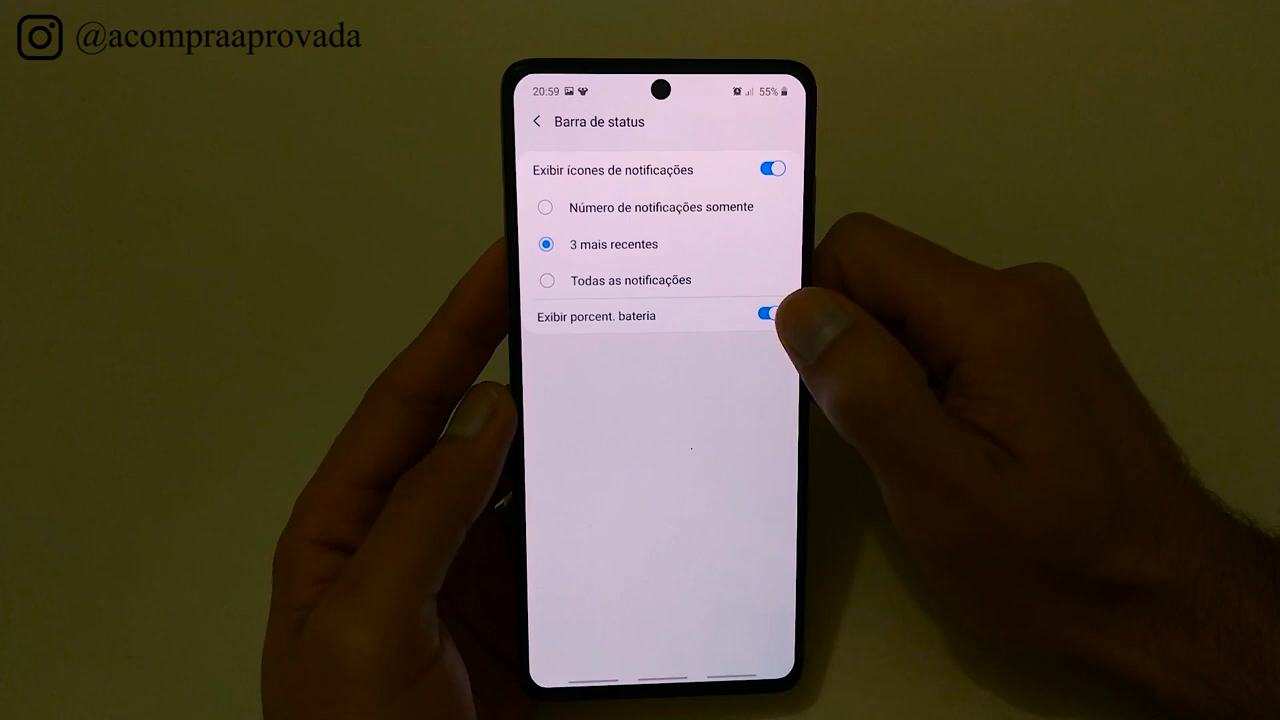 @acompraaprovada
20:59 55%
Barra de status
Exibir ícones de notificações
Número de notificações somente
3 mais recentes
Todas as notificações
Exibir porcent. bateria